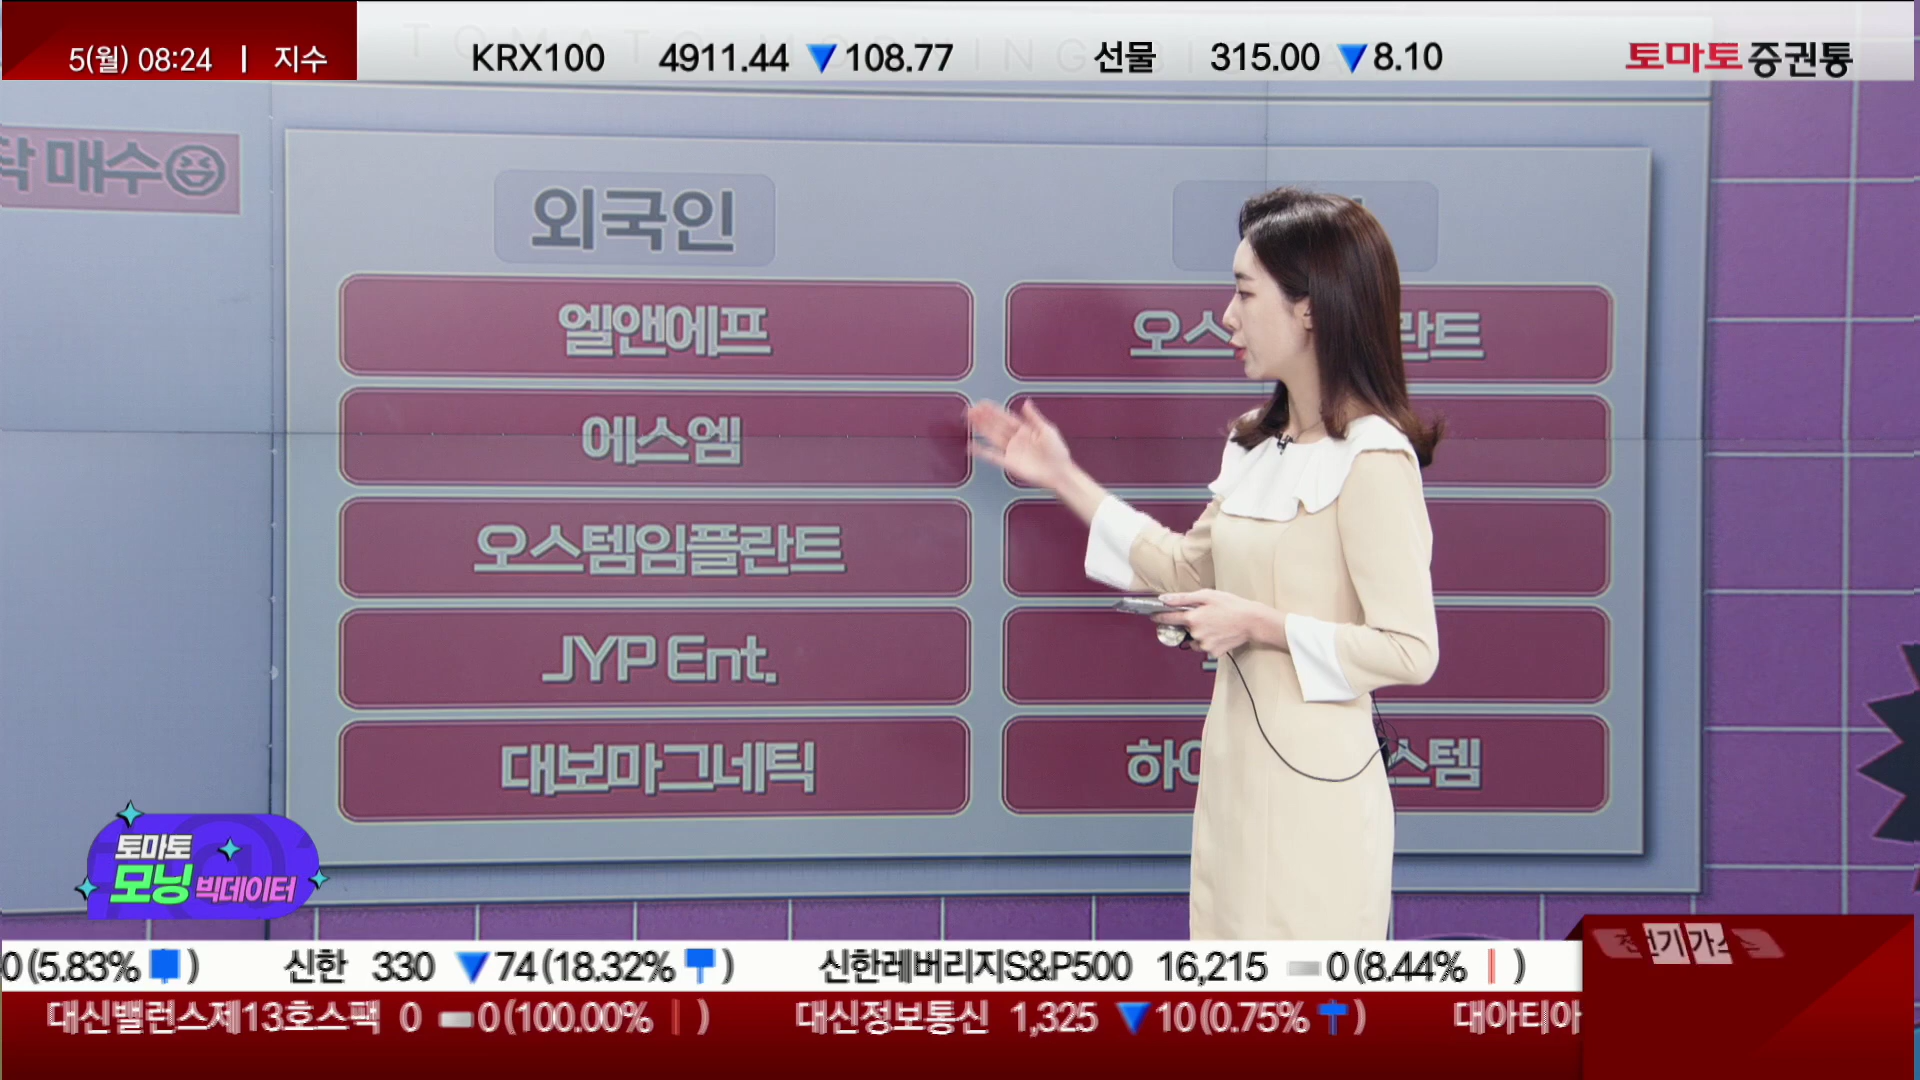 5(월) 08:24 | 지수 KRX100 4911.44 ▼108.77 선물 315.00 ▼8.10 토마토증권통
매수
외국인
엘앤에프
에스엠
오스템임플란트
JYP Ent.
대보마그네틱
토마토
모닝 빅데이터
0(5.83% ) 신한 330 ▼74(18.32% ) 신한레버리지S&P500 16,215 0(8.44% )
대신밸런스제13호스팩 0 0(100.00% ) 대신정보통신 1,325 ▼10(0.75% ) 대아티아